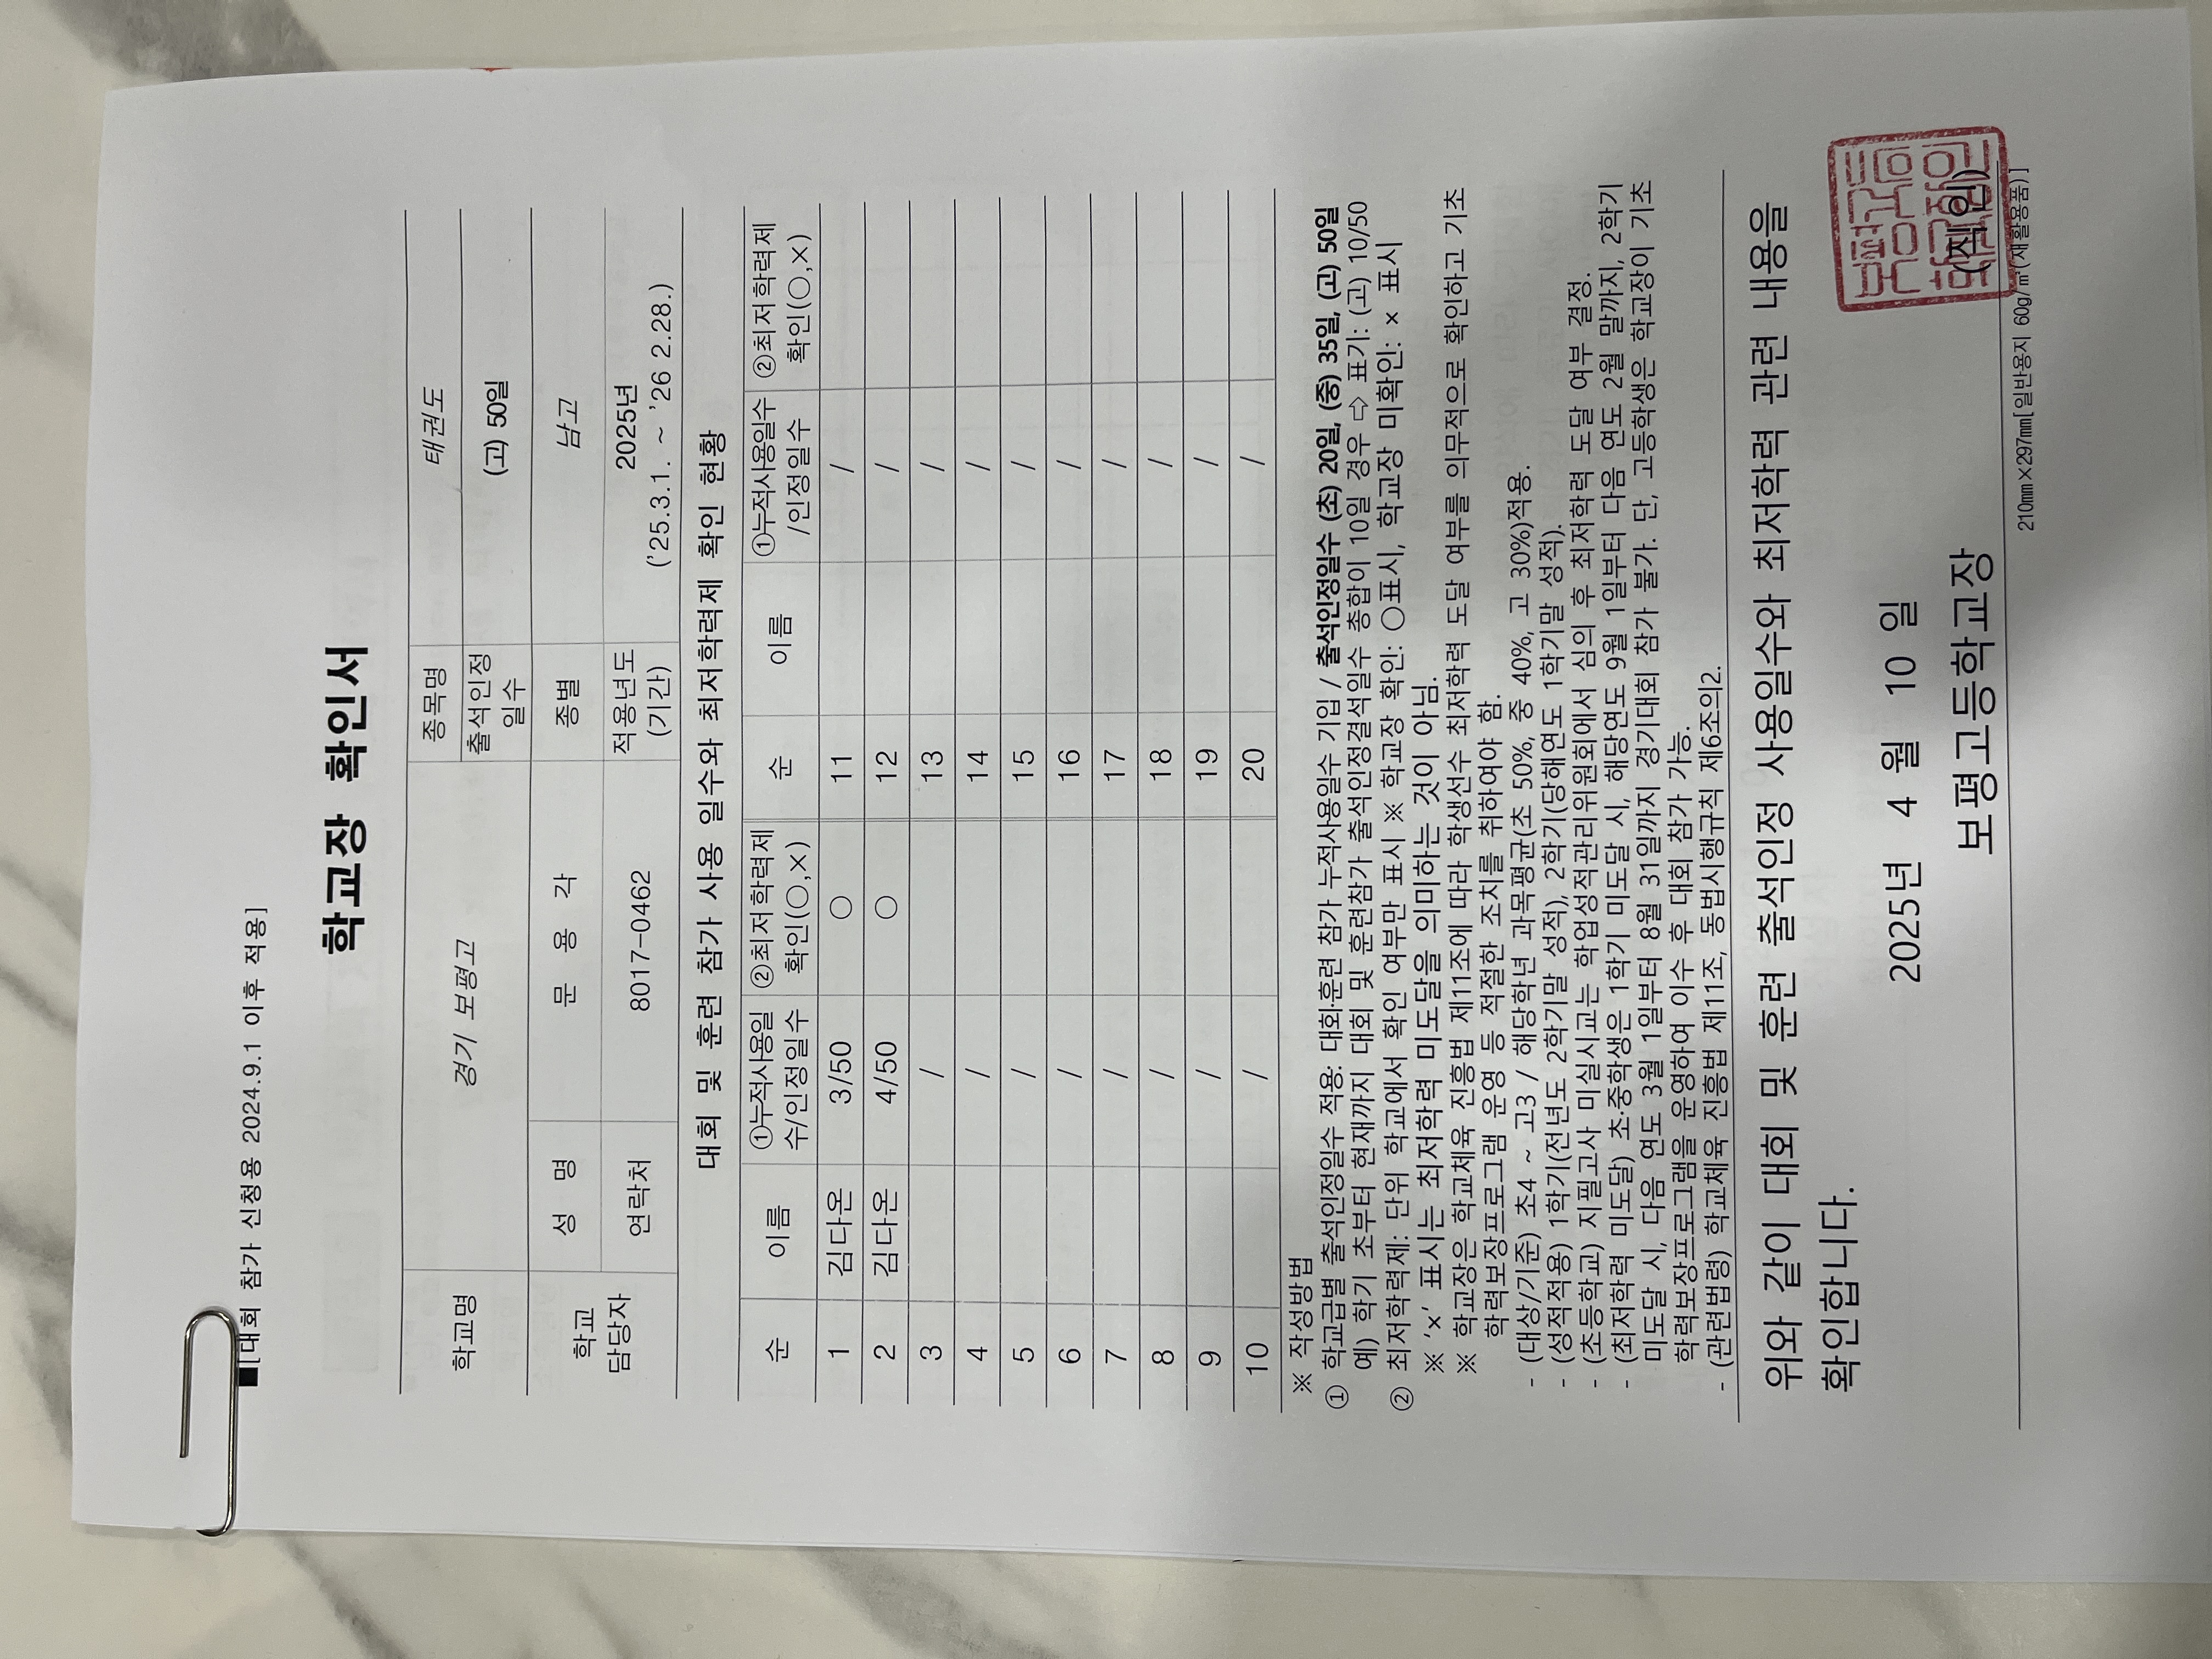 ■[대회 참가 신청용 2024.9.1 이후 적용]
학교장 확인서
학교명 경기 보평고 종목명 태권도
출석인정일수 (고) 50일
학교 담당자 성 명 문 용 각 종별 남고
연락처 8017-0462 적용년도(기간) 2025년 ('25.3.1. ~ '26 2.28.)
대회 및 훈련 참가 사용 일수와 최저학력제 확인 현황
순 이름 ①누적사용일수/인정일수 ②최저학력제 확인(○,×) 순 이름 ①누적사용일수/인정일수 ②최저학력제 확인(○,×)
1 김다온 3/50 ○ 11 /
2 김다온 4/50 ○ 12 /
3 / 13 /
4 / 14 /
5 / 15 /
6 / 16 /
7 / 17 /
8 / 18 /
9 / 19 /
10 / 20 /
※ 작성방법
① 학교급별 출석인정일수 적용: 대회·훈련 참가 누적사용일수 기입 / 출석인정일수 (초) 20일, (중) 35일, (고) 50일
예) 학기 초부터 현재까지 대회 및 훈련참가 출석인정결석일수 총합이 10일 경우 ⇨ 표기: (고) 10/50
② 최저학력제: 단위 학교에서 확인 여부만 표시 ※ 학교장 확인: ○표시, 학교장 미확인: × 표시
※ '×' 표시는 최저학력 미도달을 의미하는 것이 아님.
※ 학교장은 학교체육 진흥법 제11조에 따라 학생선수 최저학력 도달 여부를 의무적으로 확인하고 기초
학력보장프로그램 운영 등 적절한 조치를 취하여야 함.
- (대상/기준) 초4 ~ 고3 / 해당학년 과목평균(초 50%, 중 40%, 고 30%)적용.
- (성적적용) 1학기(전년도 2학기말 성적), 2학기(당해연도 1학기말 성적).
- (초등학교) 지필고사 미실시교는 학업성적관리위원회에서 심의 후 최저학력 도달 여부 결정.
- (최저학력 미도달) 초·중학생은 1학기 미도달 시, 해당연도 9월 1일부터 다음 연도 2월 말까지, 2학기
미도달 시, 다음 연도 3월 1일부터 8월 31일까지 경기대회 참가 불가. 단, 고등학생은 학교장이 기초
학력보장프로그램을 운영하여 이수 후 대회 참가 가능.
- (관련법령) 학교체육 진흥법 제11조, 동법시행규칙 제6조의2.
위와 같이 대회 및 훈련 출석인정 사용일수와 최저학력 관련 내용을
확인합니다.
2025년 4 월 10 일
보평고등학교장 (직인)
210mm×297mm[일반용지 60g/㎡(재활용품)]